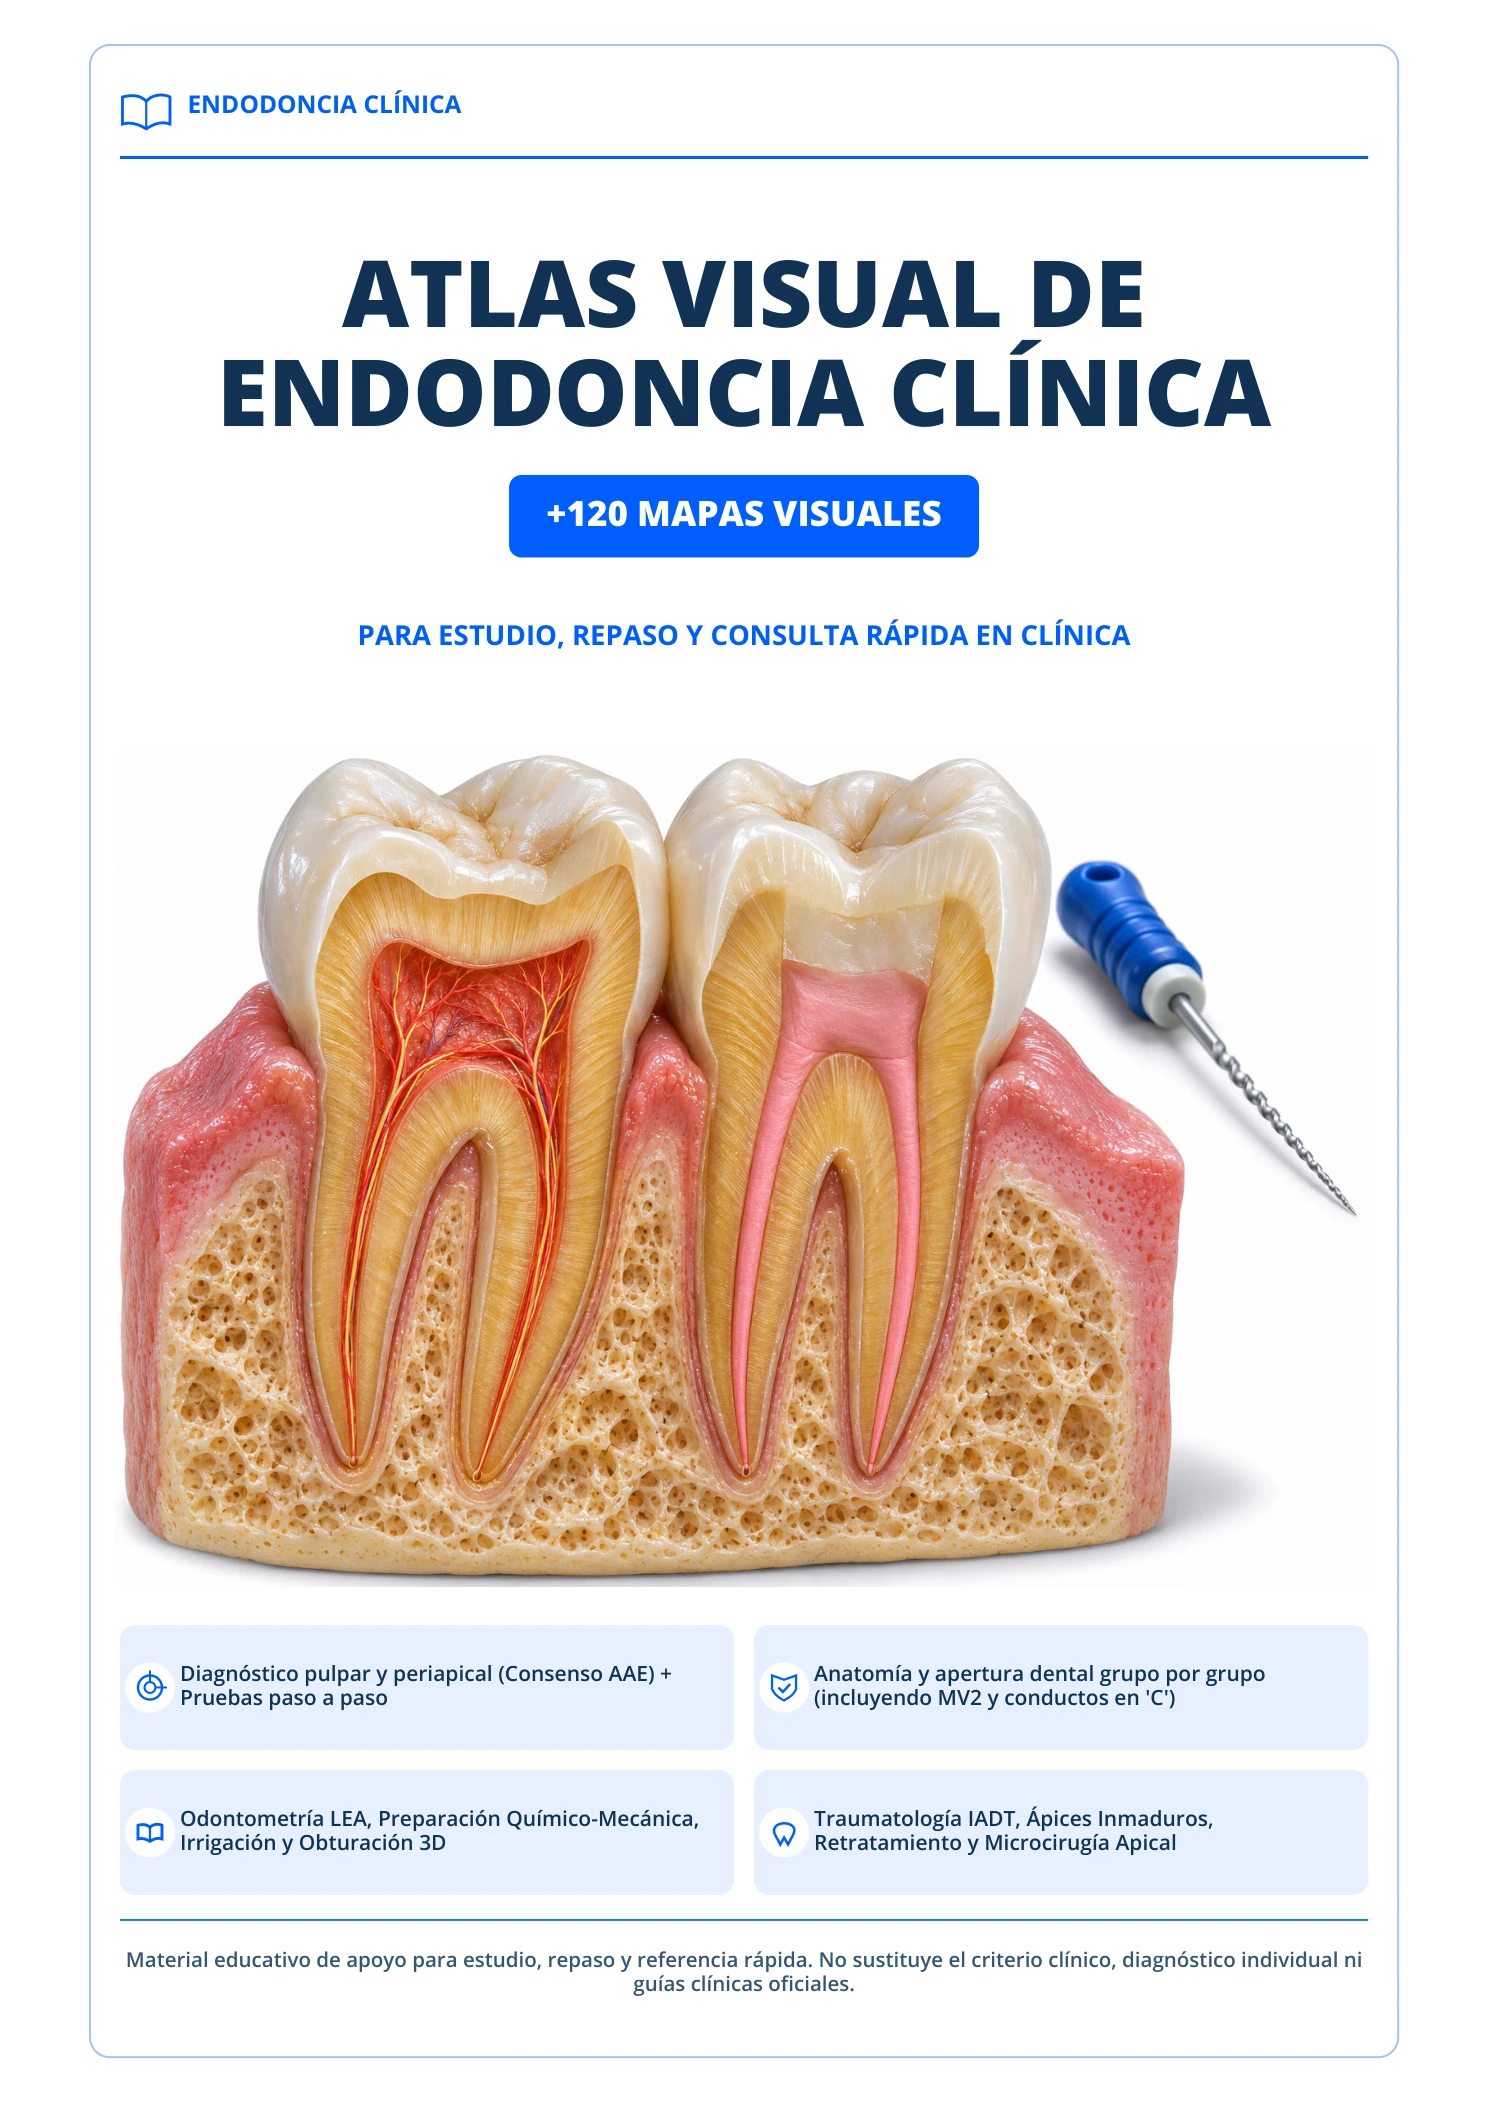 ENDODONCIA CLÍNICA
ATLAS VISUAL DE
ENDODONCIA CLÍNICA
+120 MAPAS VISUALES
PARA ESTUDIO, REPASO Y CONSULTA RÁPIDA EN CLÍNICA
Diagnóstico pulpar y periapical (Consenso AAE) +
Pruebas paso a paso
Anatomía y apertura dental grupo por grupo
(incluyendo MV2 y conductos en 'C')
Odontometría LEA, Preparación Químico-Mecánica,
Irrigación y Obturación 3D
Traumatología IADT, Ápices Inmaduros,
Retratamiento y Microcirugía Apical
Material educativo de apoyo para estudio, repaso y referencia rápida. No sustituye el criterio clínico, diagnóstico individual ni
guías clínicas oficiales.